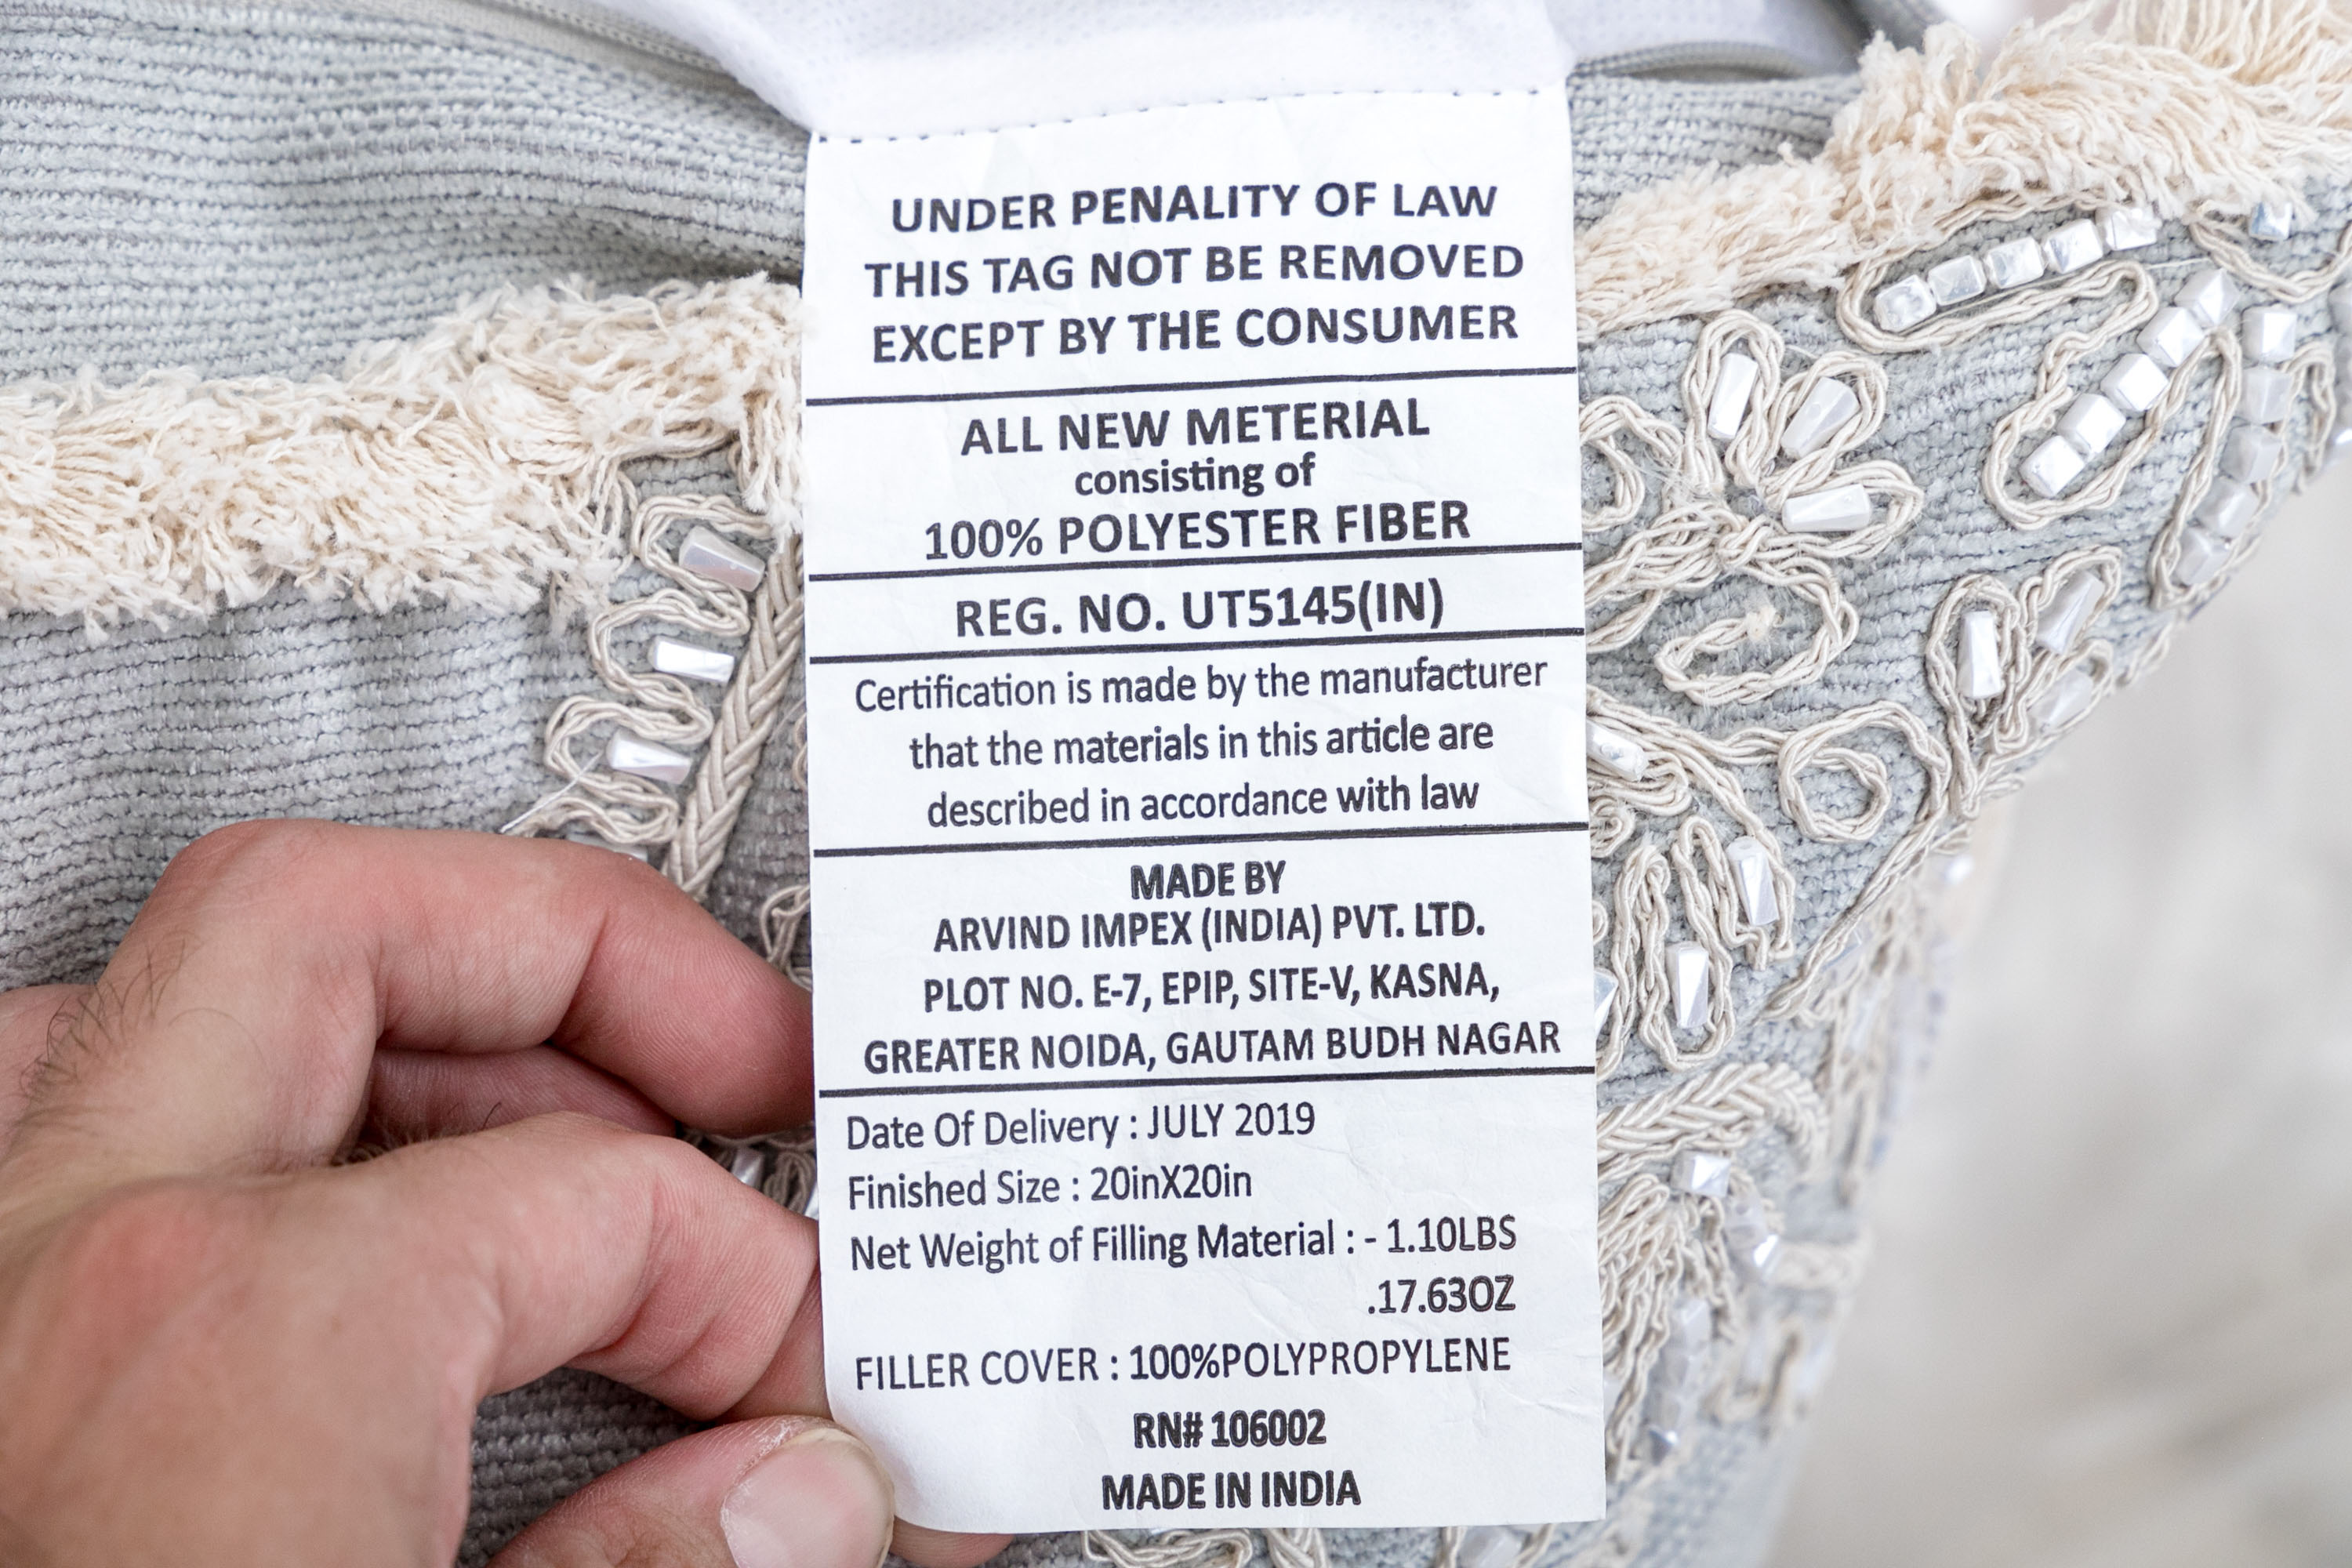 UNDER PENALITY OF LAW
THIS TAG NOT BE REMOVED
EXCEPT BY THE CONSUMER
ALL NEW METERIAL
consisting of
100% POLYESTER FIBER
REG. NO. UT5145(IN)
Certification is made by the manufacturer
that the materials in this article are
described in accordance with law
MADE BY
ARVIND IMPEX (INDIA) PVT. LTD.
PLOT NO. E-7, EPIP, SITE-V, KASNA,
GREATER NOIDA, GAUTAM BUDH NAGAR
Date Of Delivery : JULY 2019
Finished Size : 20inX20in
Net Weight of Filling Material : - 1.10LBS
.17.63OZ
FILLER COVER : 100%POLYPROPYLENE
RN# 106002
MADE IN INDIA